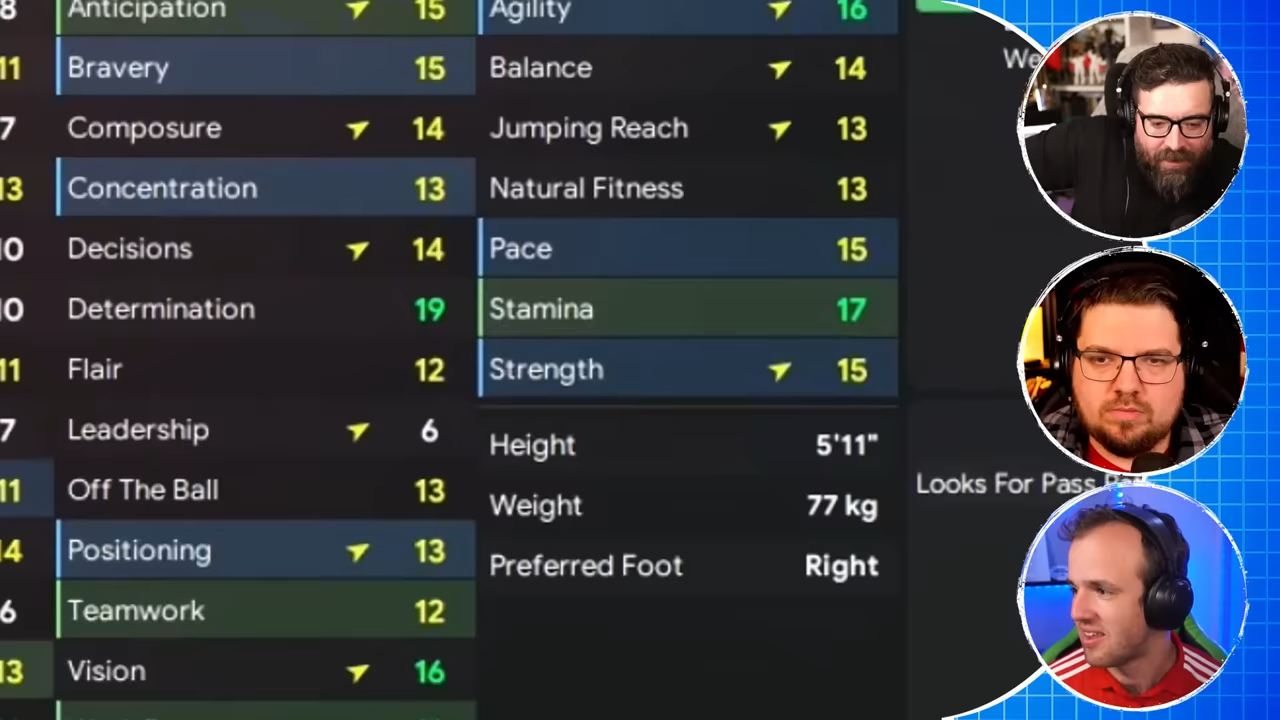 8 Anticipation 15 Agility 16
11 Bravery 15 Balance 14 We
7 Composure 14 Jumping Reach 13
13 Concentration 13 Natural Fitness 13
10 Decisions 14 Pace 15
10 Determination 19 Stamina 17
11 Flair 12 Strength 15
7 Leadership 6 Height 5'11"
11 Off The Ball 13 Looks For Pass
Weight 77 kg
14 Positioning 13 Preferred Foot Right
6 Teamwork 12
13 Vision 16